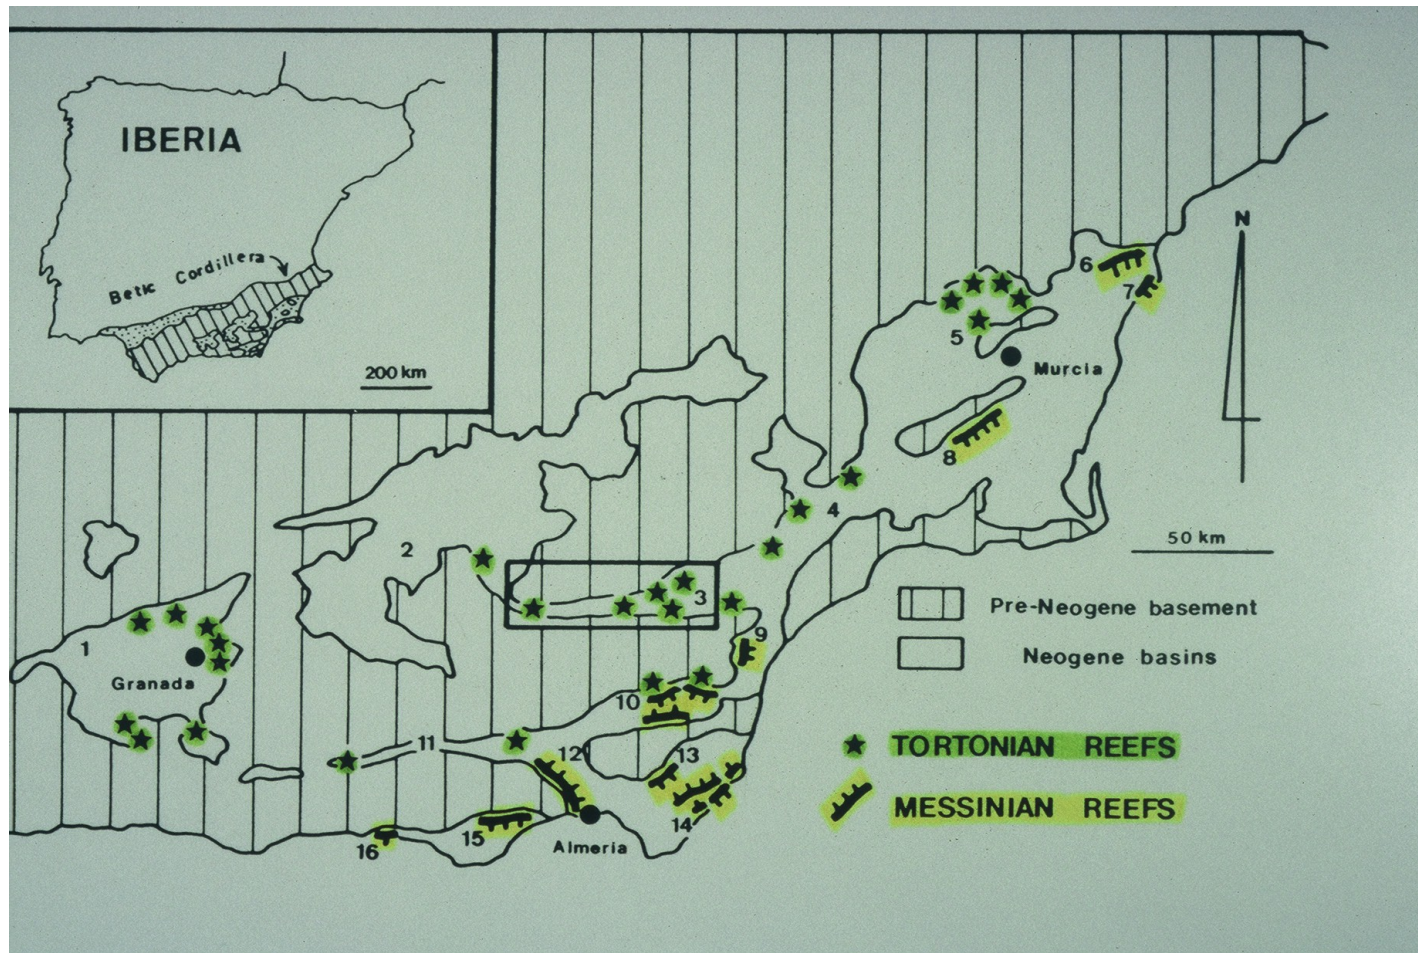 IBERIA
Betic Cordillera
200 km
N
6
7
5
Murcia
8
4
50 km
2
3
Pre-Neogene basement
1
9
Neogene basins
Granada
10
11
12
13
TORTONIAN REEFS
MESSINIAN REEFS
14
15
16
Almeria